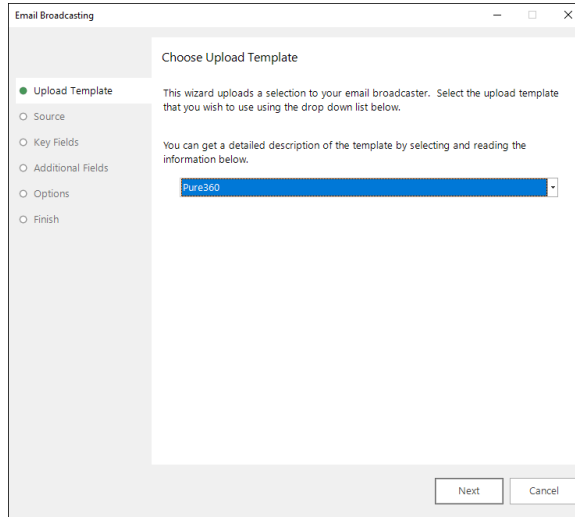 Email Broadcasting
Choose Upload Template
Upload Template
Source
Key Fields
Additional Fields
Options
Finish
This wizard uploads a selection to your email broadcaster. Select the upload template
that you wish to use using the drop down list below.
You can get a detailed description of the template by selecting and reading the
information below.
Pure360
Next
Cancel